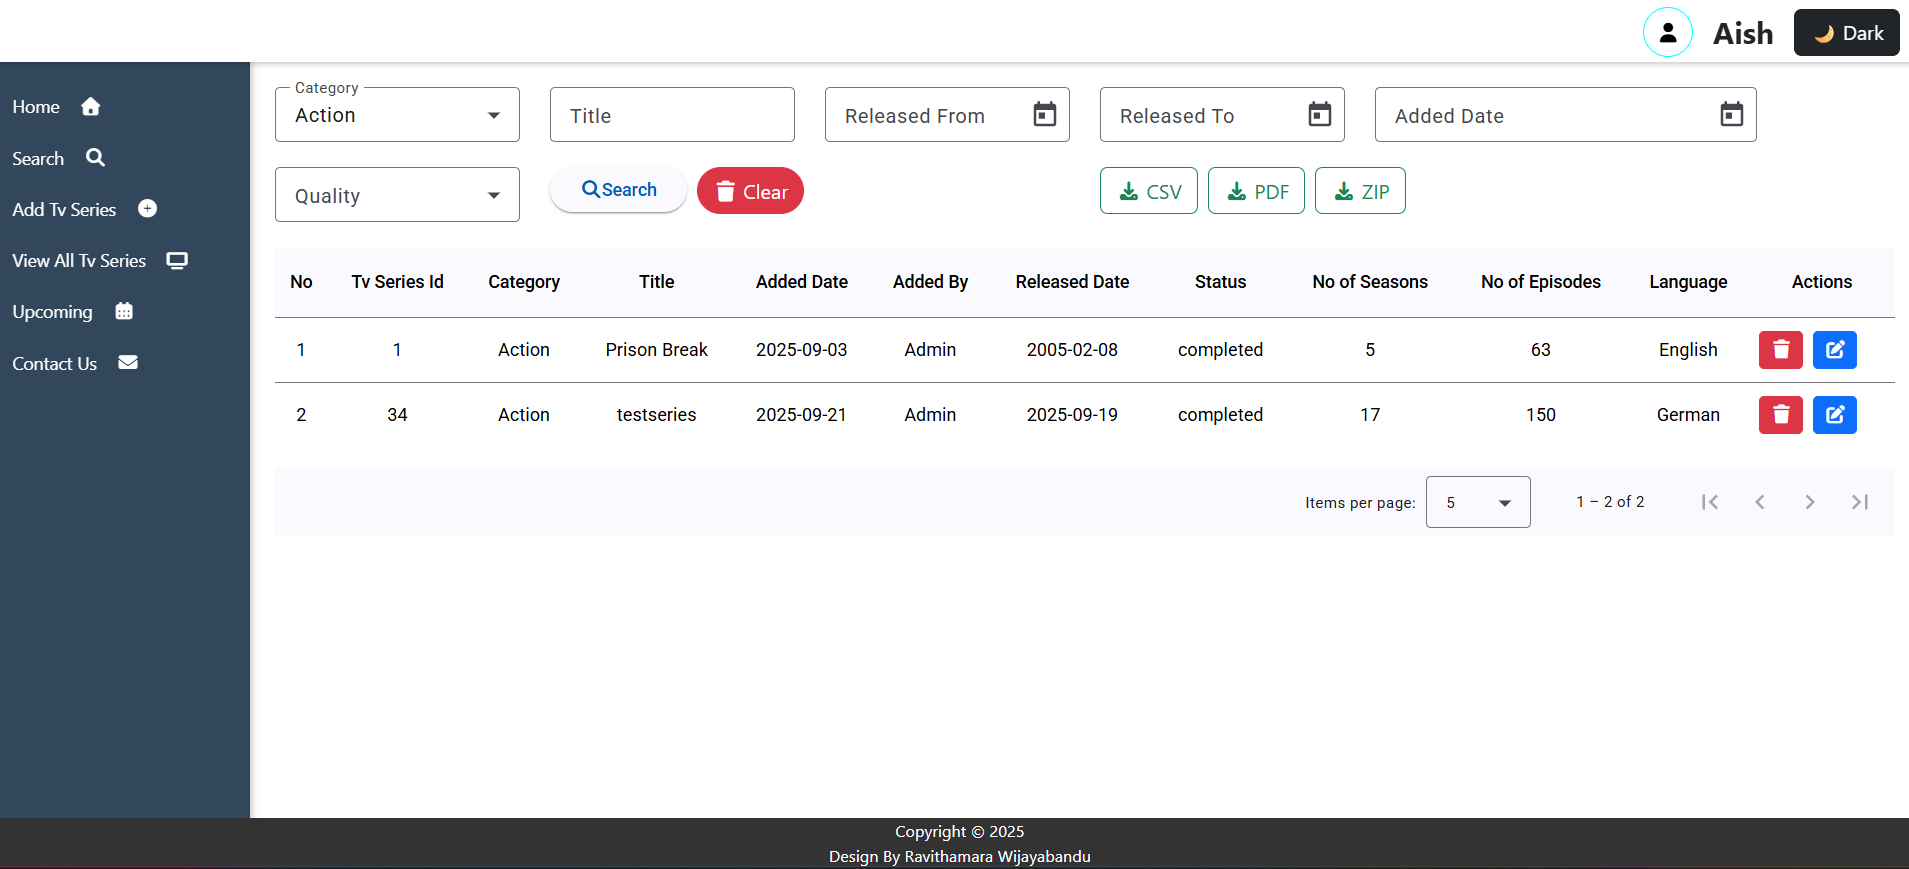 Aish
Dark
Home
Search
Add Tv Series
View All Tv Series
Upcoming
Contact Us
Category
Action
Title
Released From
Released To
Added Date
Quality
Search
Clear
CSV
PDF
ZIP
No Tv Series Id Category Title Added Date Added By Released Date Status No of Seasons No of Episodes Language Actions
1 1 Action Prison Break 2025-09-03 Admin 2005-02-08 completed 5 63 English
2 34 Action testseries 2025-09-21 Admin 2025-09-19 completed 17 150 German
Items per page: 5 1 – 2 of 2
Copyright © 2025
Design By Ravithamara Wijayabandu